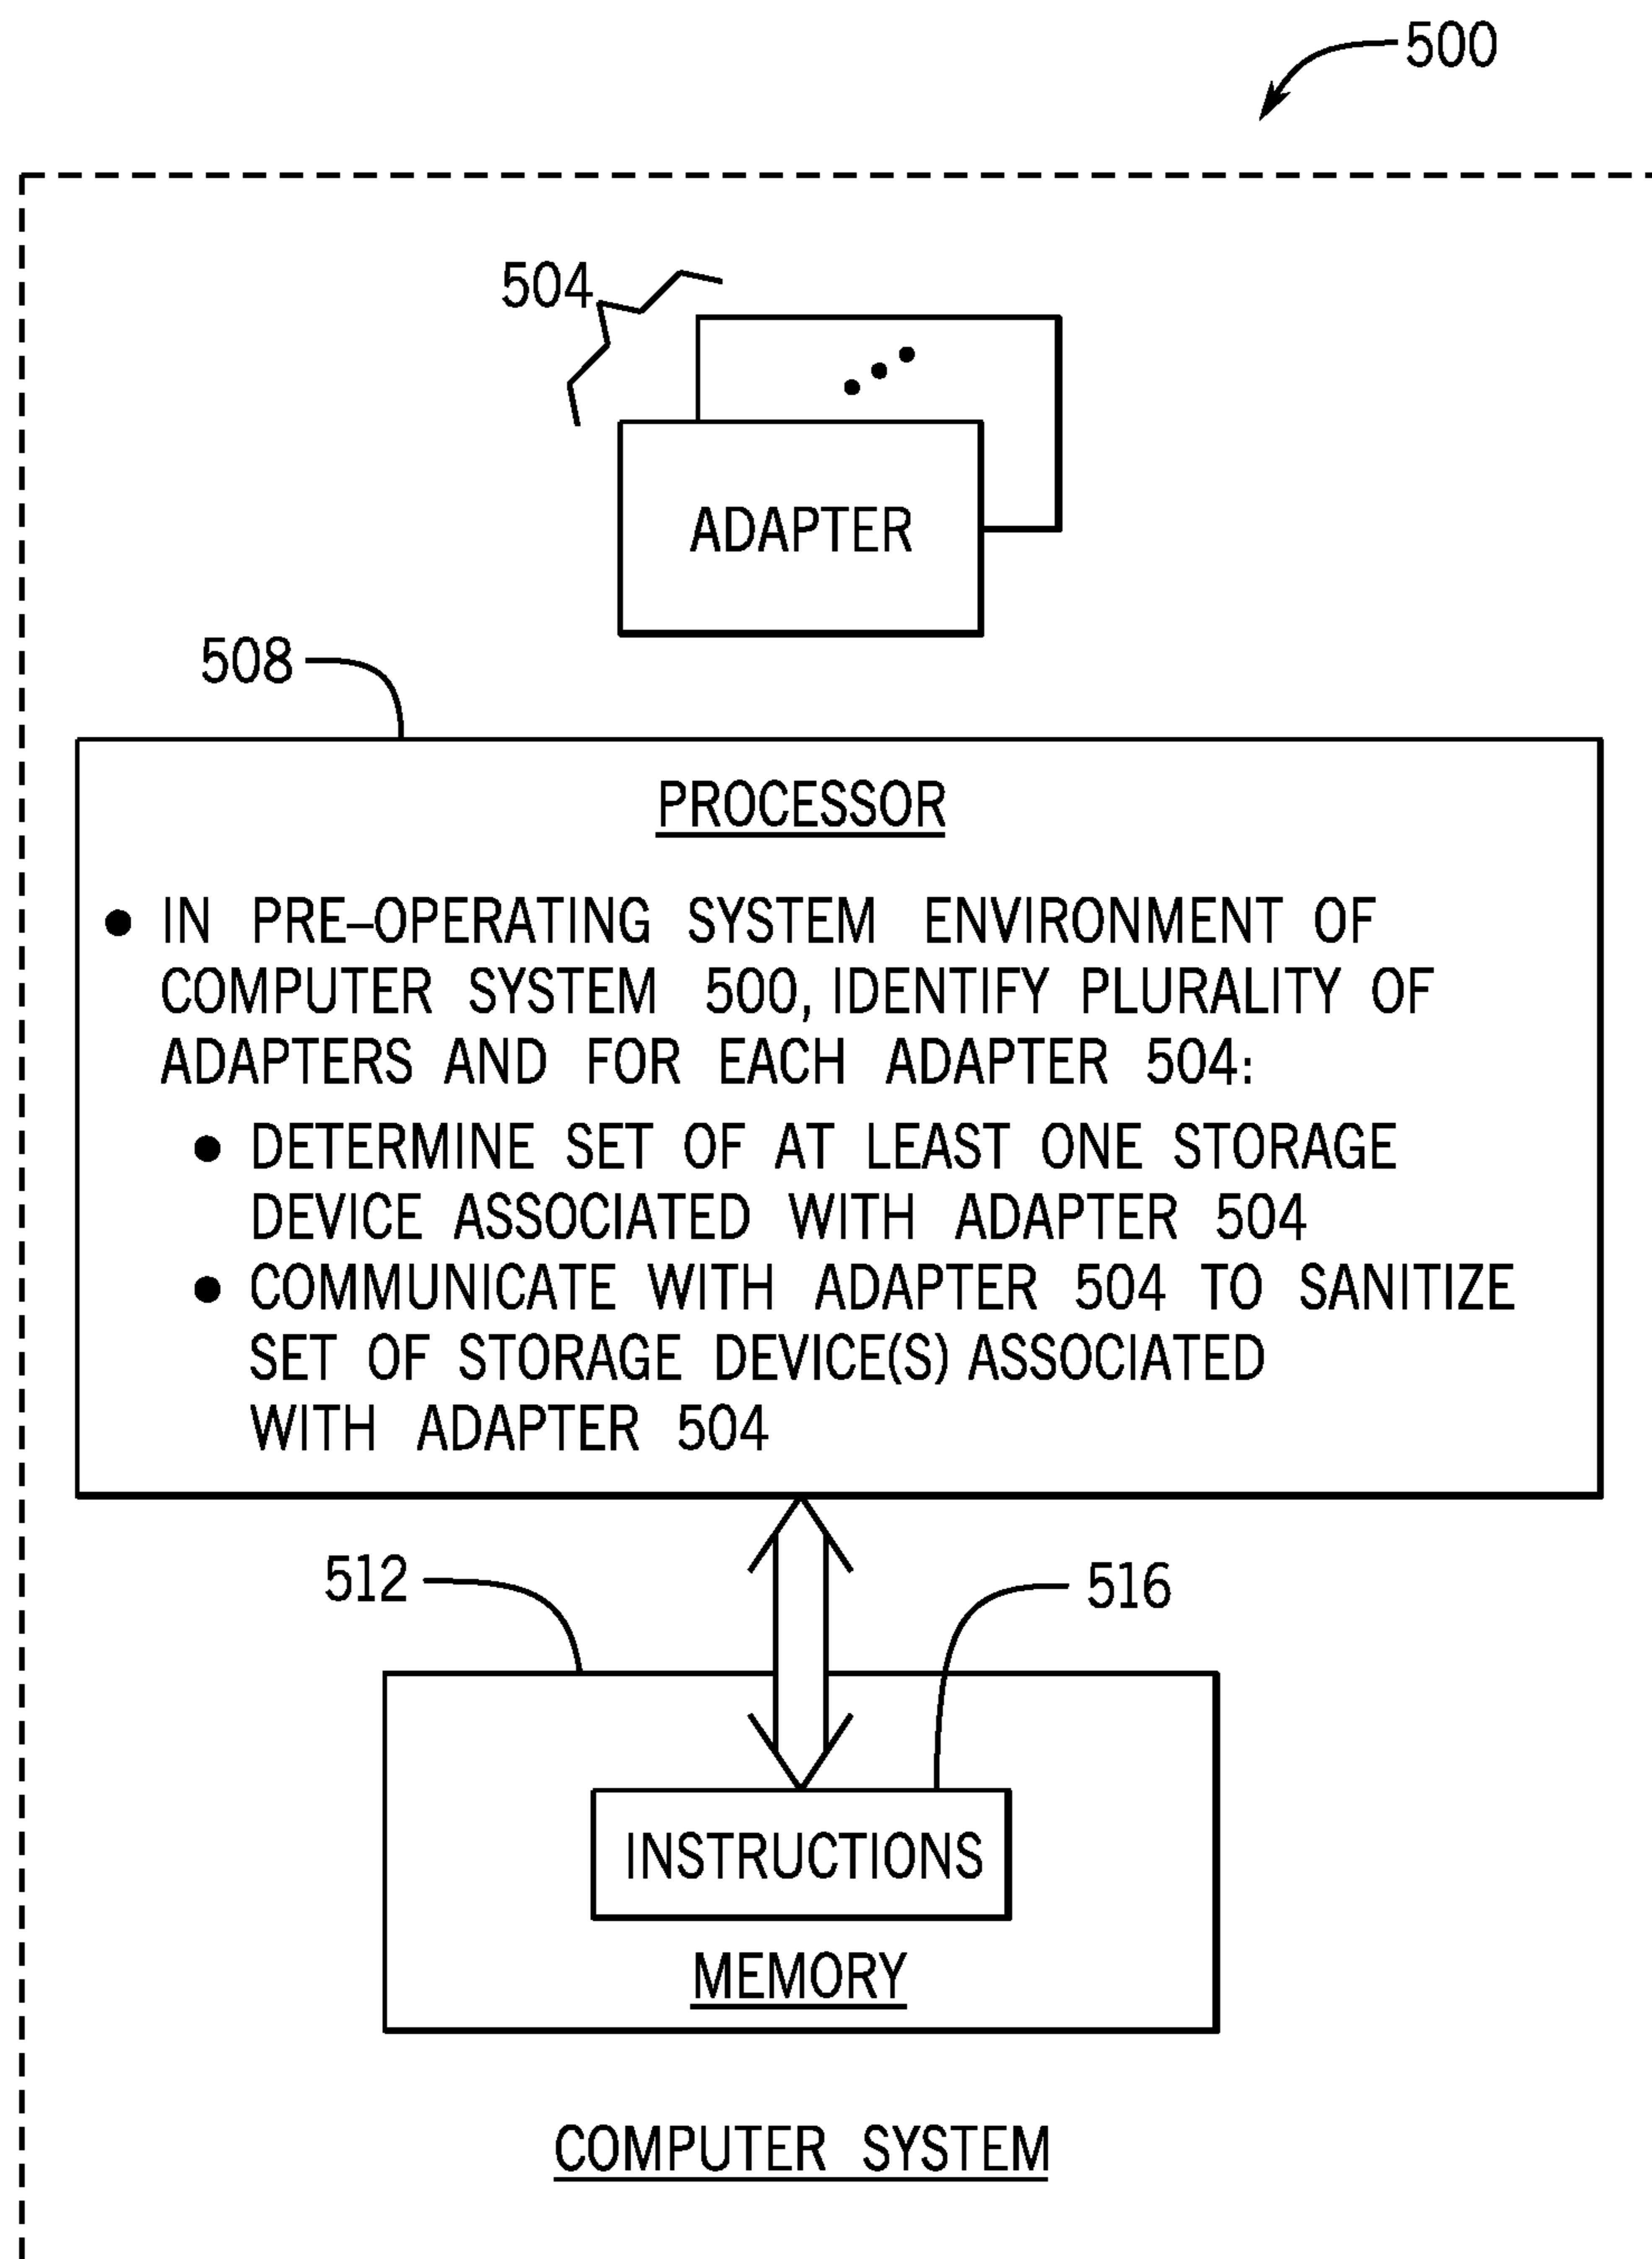 500
504
ADAPTER
508
PROCESSOR
• IN PRE–OPERATING SYSTEM ENVIRONMENT OF
COMPUTER SYSTEM 500, IDENTIFY PLURALITY OF
ADAPTERS AND FOR EACH ADAPTER 504:
• DETERMINE SET OF AT LEAST ONE STORAGE
DEVICE ASSOCIATED WITH ADAPTER 504
• COMMUNICATE WITH ADAPTER 504 TO SANITIZE
SET OF STORAGE DEVICE(S) ASSOCIATED
WITH ADAPTER 504
512
516
INSTRUCTIONS
MEMORY
COMPUTER SYSTEM